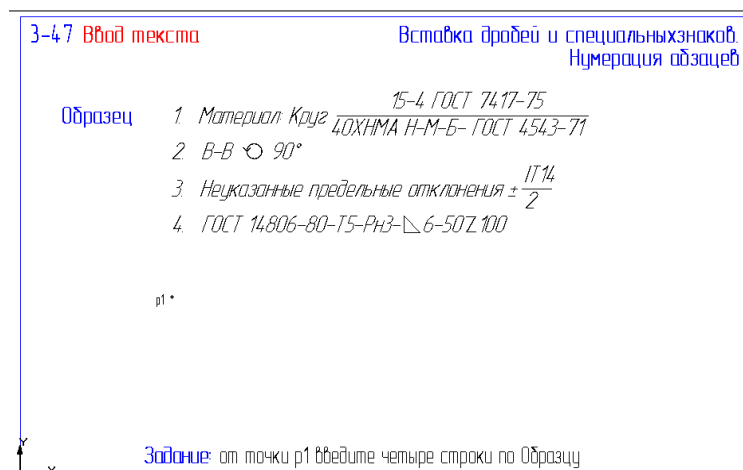 3-47 Ввод текста
Вставка дробей и специальныхзнаков.
Нумерация абзацев
Образец
1. Материал: Круг 15-4 ГОСТ 7417-75
40ХНМА Н-М-Б- ГОСТ 4543-71
2. В-В 90°
3. Неуказанные предельные отклонения ± IT14
2
4. ГОСТ 14806-80-Т5-РнЗ-◺6-50Z100
p1
Y
X
Задание: от точки p1 введите четыре строки по Образцу